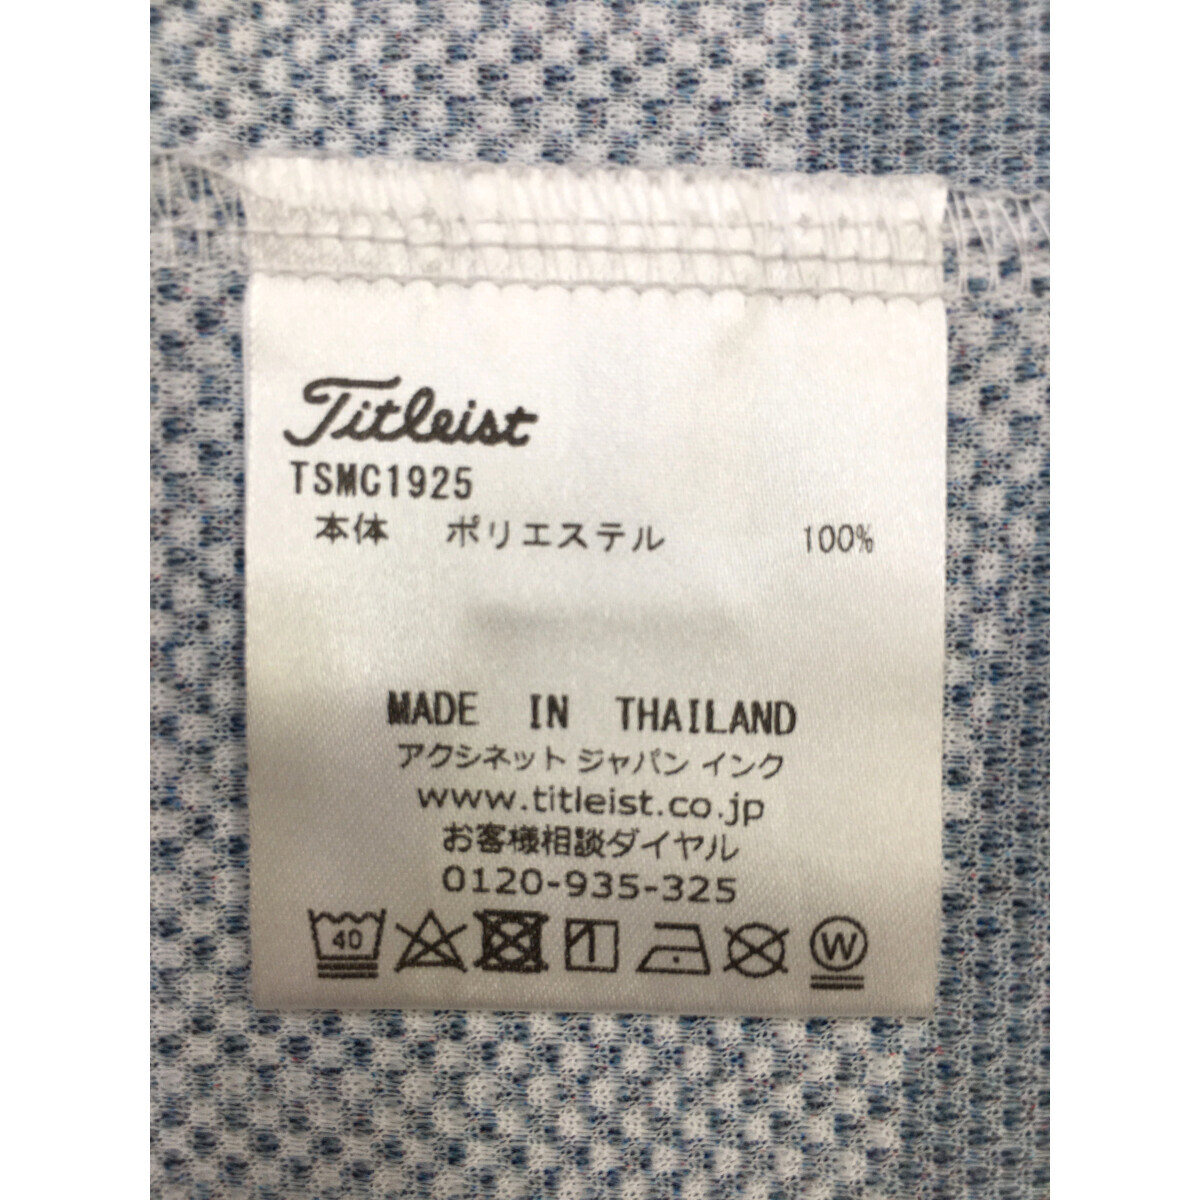 Titleist
TSMC1925
本体 ポリエステル 100%
MADE IN THAILAND
アクシネット ジャパン インク
www.titleist.co.jp
お客様相談ダイヤル
0120-935-325
40 W